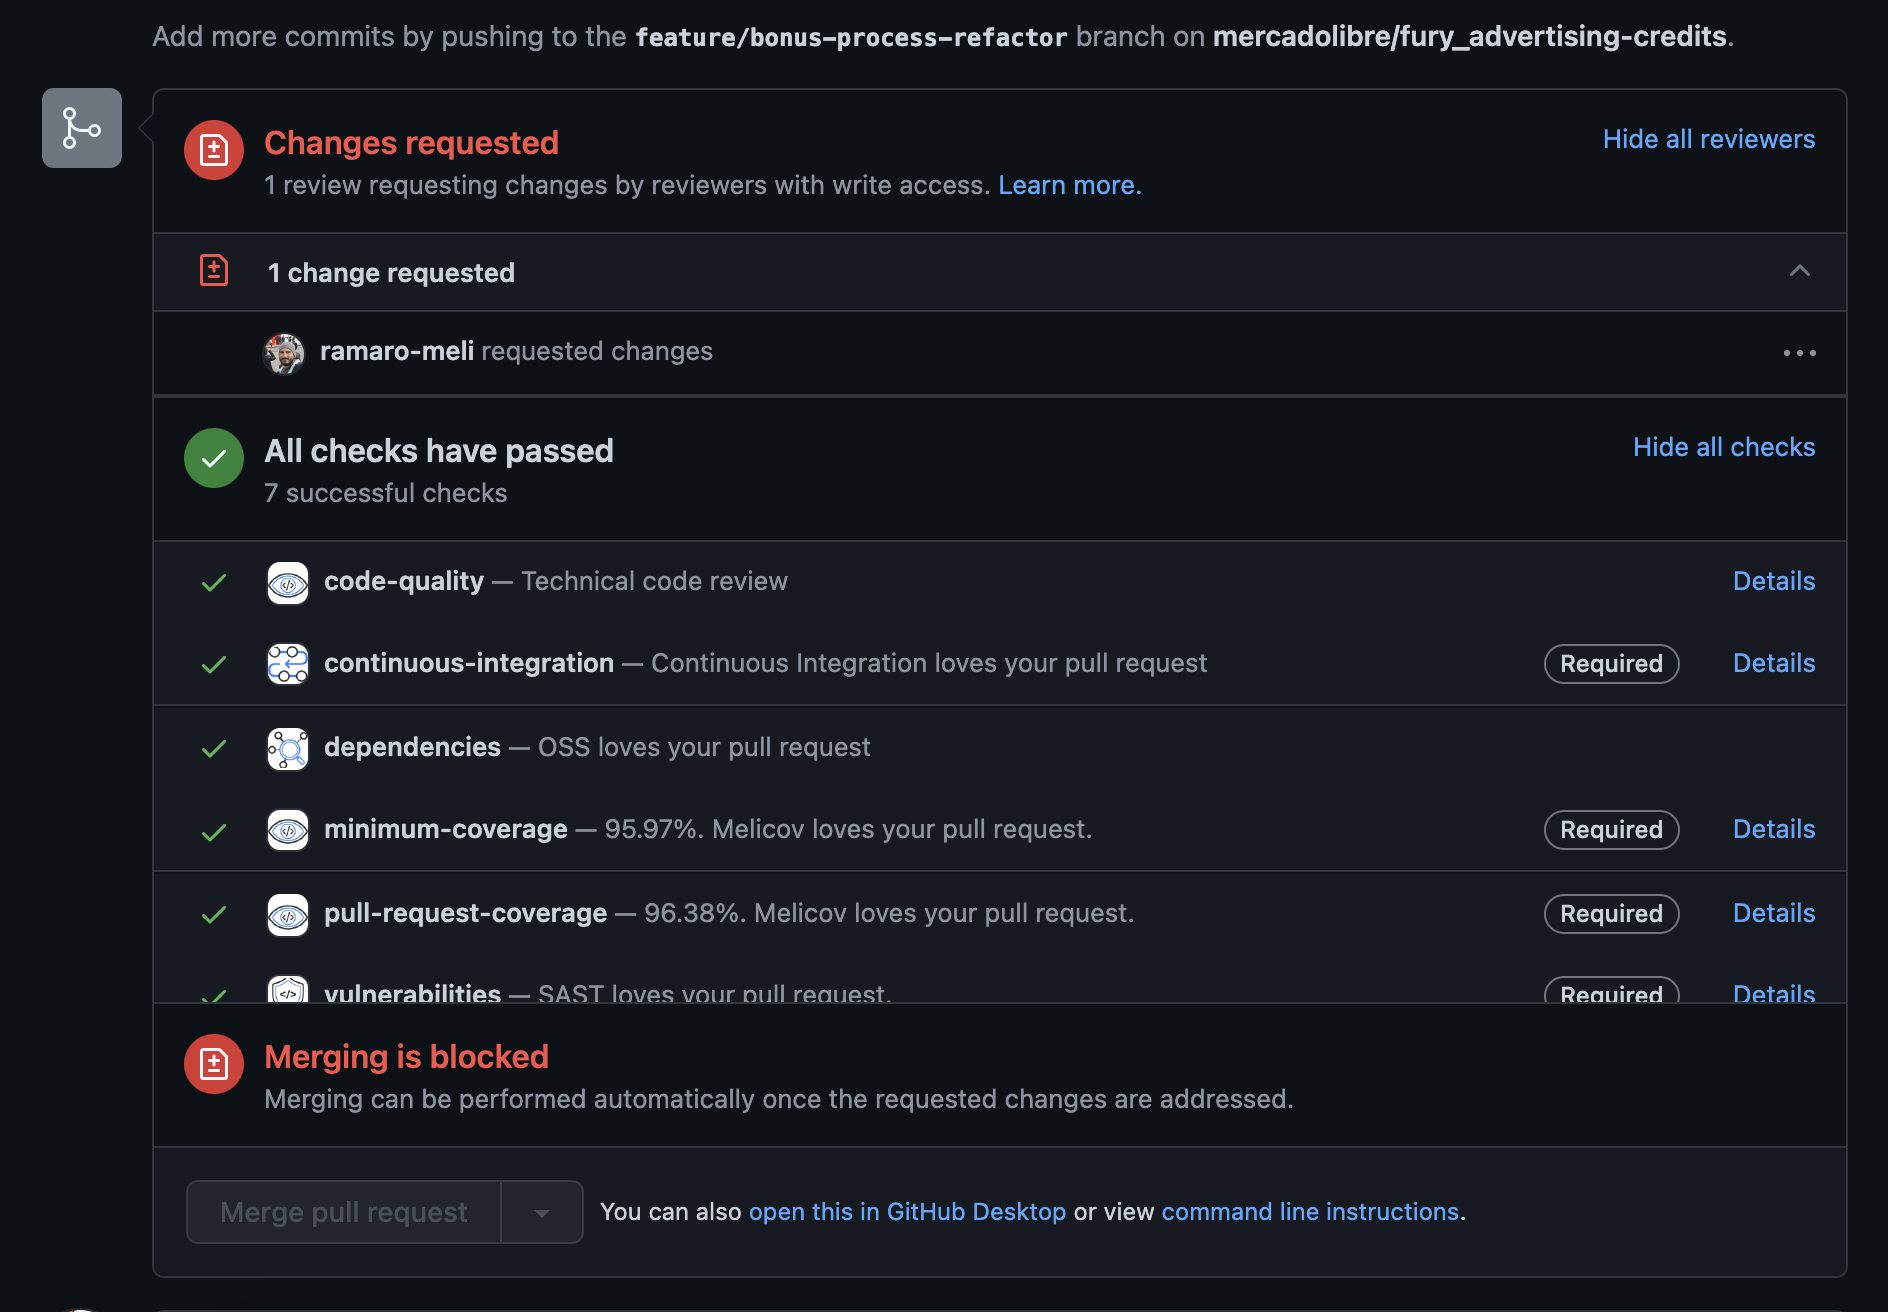 Add more commits by pushing to the feature/bonus-process-refactor branch on mercadolibre/fury_advertising-credits.
Changes requested
Hide all reviewers
1 review requesting changes by reviewers with write access. Learn more.
1 change requested
ramaro-meli requested changes
All checks have passed
Hide all checks
7 successful checks
code-quality — Technical code review Details
continuous-integration — Continuous Integration loves your pull request Required Details
dependencies — OSS loves your pull request
minimum-coverage — 95.97%. Melicov loves your pull request. Required Details
pull-request-coverage — 96.38%. Melicov loves your pull request. Required Details
vulnerabilities — SAST loves your pull request. Required Details
Merging is blocked
Merging can be performed automatically once the requested changes are addressed.
Merge pull request You can also open this in GitHub Desktop or view command line instructions.